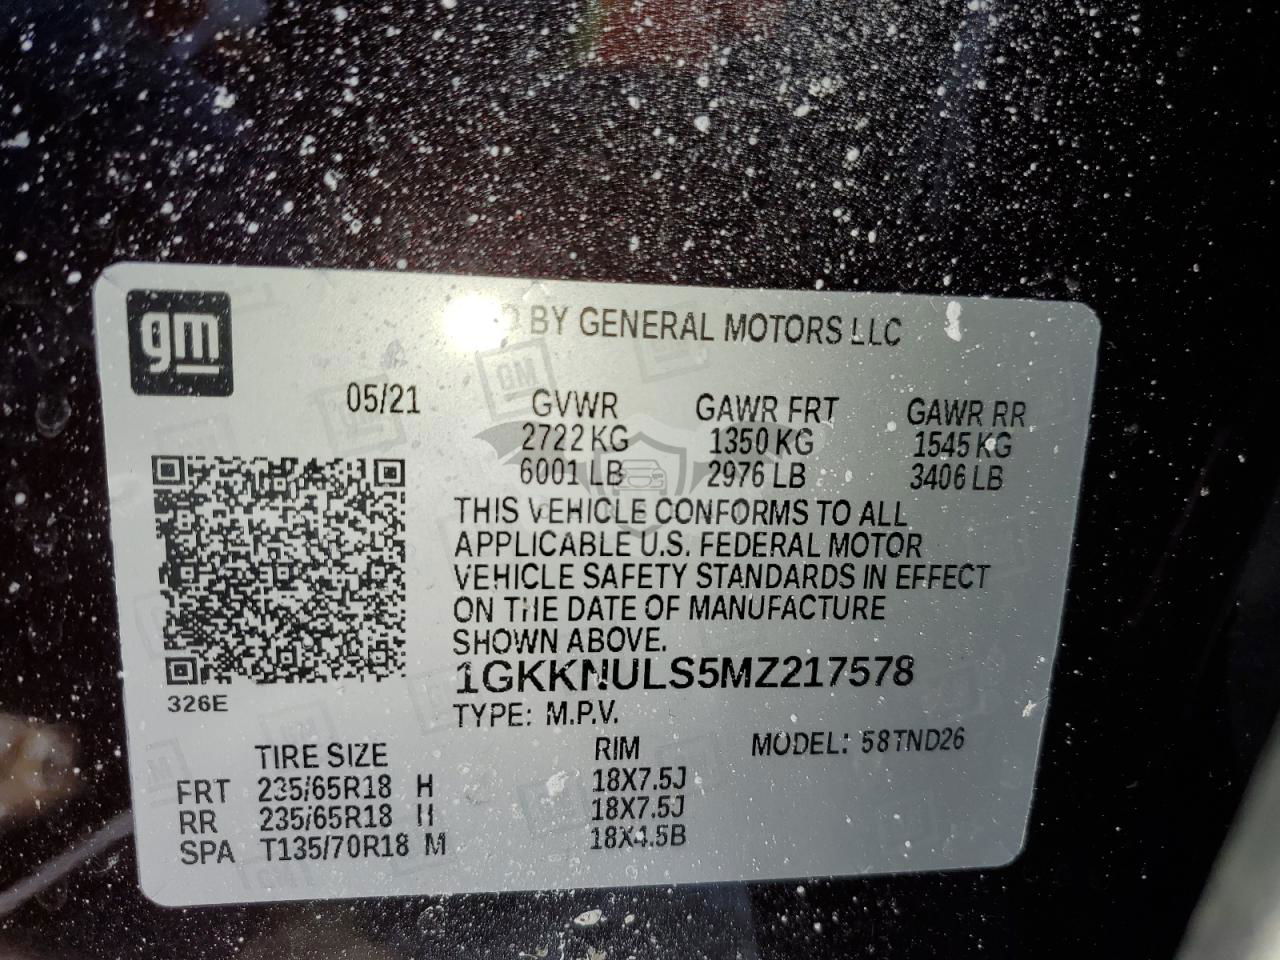 gm
BY GENERAL MOTORS LLC
05/21
GVWR GAWR FRT GAWR RR
2722 KG 1350 KG 1545 KG
6001 LB 2976 LB 3406 LB
THIS VEHICLE CONFORMS TO ALL
APPLICABLE U.S. FEDERAL MOTOR
VEHICLE SAFETY STANDARDS IN EFFECT
ON THE DATE OF MANUFACTURE
SHOWN ABOVE.
1GKKNULS5MZ217578
326E
TYPE: M.P.V.
MODEL: 58TND26
TIRE SIZE RIM
FRT 235/65R18 H 18X7.5J
RR 235/65R18 H 18X7.5J
SPA T135/70R18 M 18X4.5B